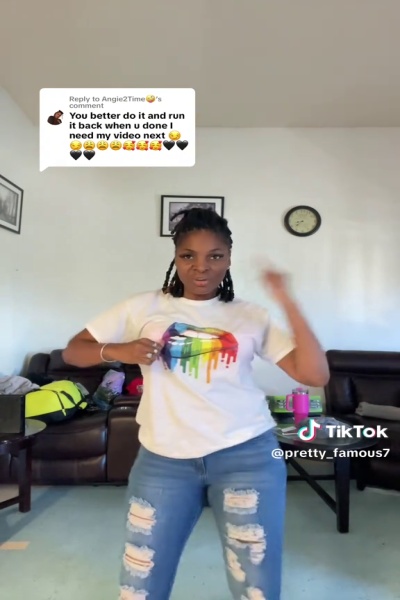 Reply to Angie2Time🤪's
comment
You better do it and run
it back when u done I
need my video next 😏
😏😩😩😩🥰🥰🥰🖤🖤
🖤🖤
TikTok
@pretty_famous7